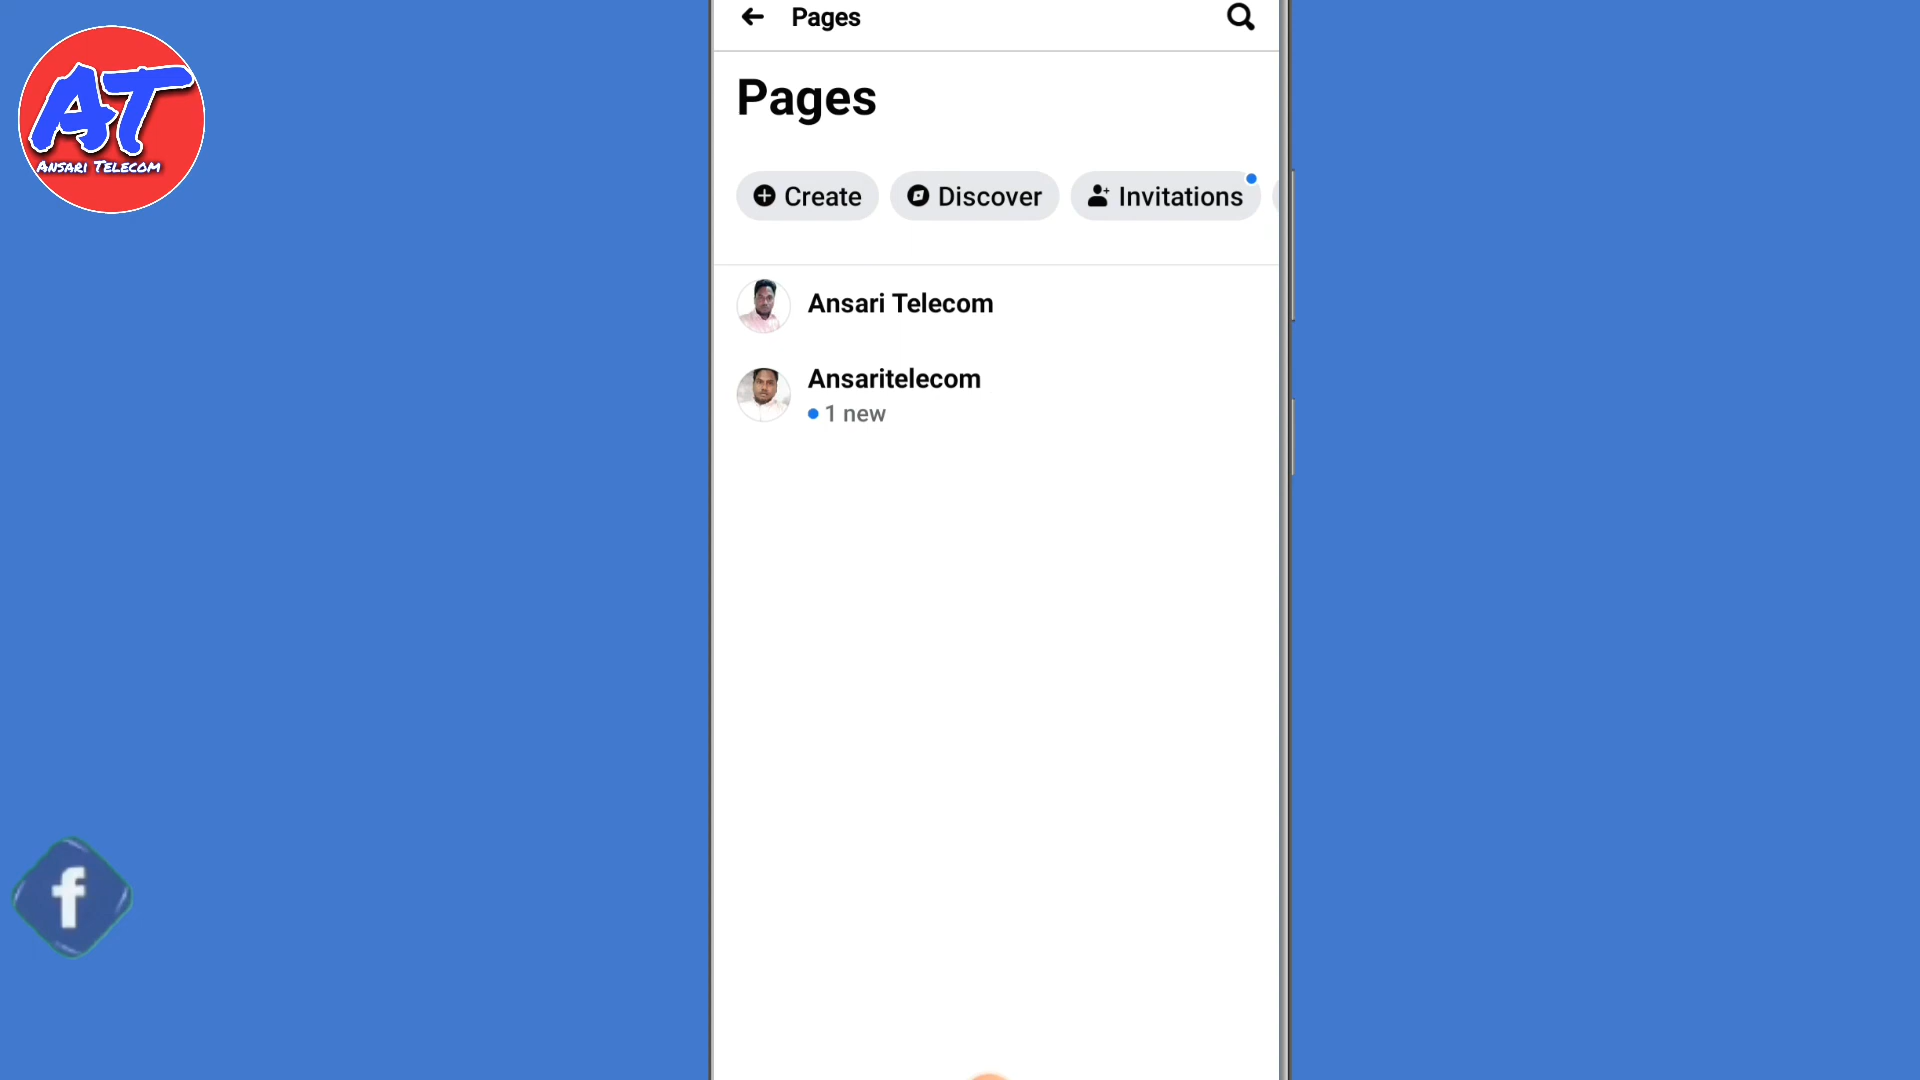 Pages
Pages
Create
Discover
Invitations
Ansari Telecom
Ansaritelecom
1 new
AT
Ansari Telecom
f